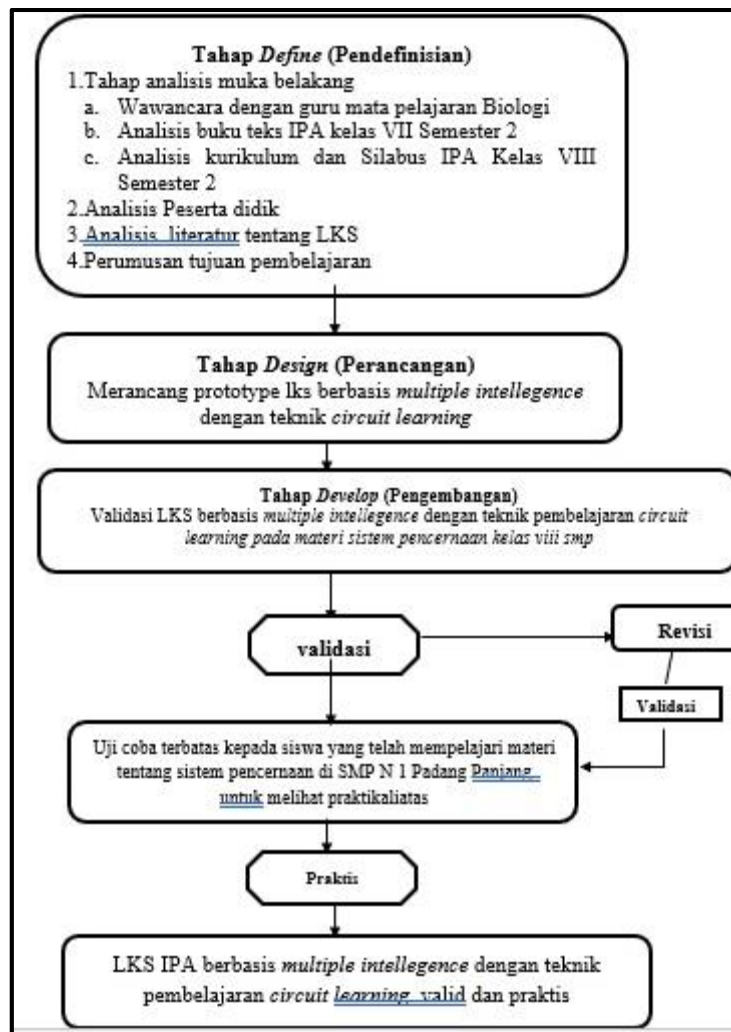 Tahap Define (Pendefinisian)
1.Tahap analisis muka belakang
a. Wawancara dengan guru mata pelajaran Biologi
b. Analisis buku teks IPA kelas VII Semester 2
c. Analisis kurikulum dan Silabus IPA Kelas VIII
Semester 2
2.Analisis Peserta didik
3.Analisis literatur tentang LKS
4.Perumusan tujuan pembelajaran
Tahap Design (Perancangan)
Merancang prototype lks berbasis multiple intellegence
dengan teknik circuit learning
Tahap Develop (Pengembangan)
Validasi LKS berbasis multiple intellegence dengan teknik pembelajaran circuit
learning pada materi sistem pencernaan kelas viii smp
validasi
Revisi
Validasi
Uji coba terbatas kepada siswa yang telah mempelajari materi
tentang sistem pencernaan di SMP N 1 Padang Panjang
untuk melihat praktikaliatas
Praktis
LKS IPA berbasis multiple intellegence dengan teknik
pembelajaran circuit learning valid dan praktis